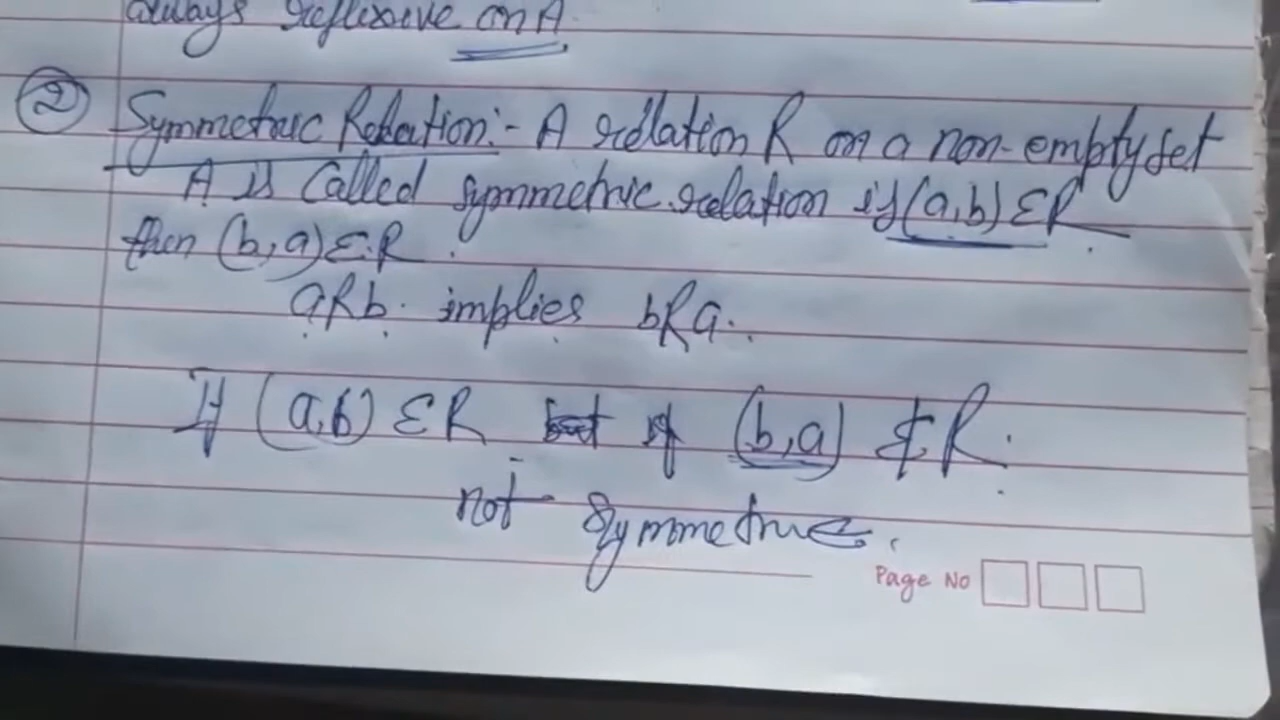 always reflexive on A.
② Symmetric Relation:- A relation R on a non-empty set
A is called symmetric relation if (a,b) ∈ R
then (b,a) ∈ R.
aRb. implies bRa.
If (a,b) ∈ R but if (b,a) ∉ R.
not symmetric.
Page No